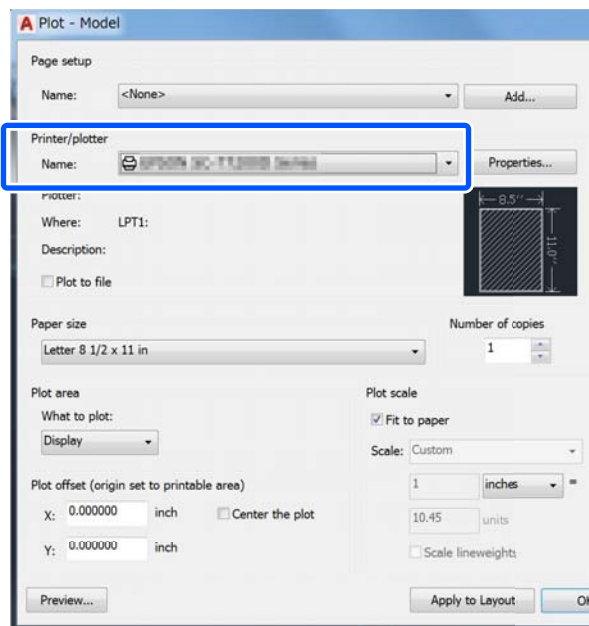 A Plot - Model
Page setup
Name: <None> Add...
Printer/plotter
Name: Properties...
Plotter:
Where: LPT1:
Description:
Plot to file
8.5''
11.0''
Paper size
Number of copies
Letter 8 1/2 x 11 in
1
Plot area
Plot scale
What to plot:
Fit to paper
Display
Scale: Custom
Plot offset (origin set to printable area)
1 inches =
X: 0.000000 inch Center the plot
10.45 units
Y: 0.000000 inch
Scale lineweights
Preview... Apply to Layout